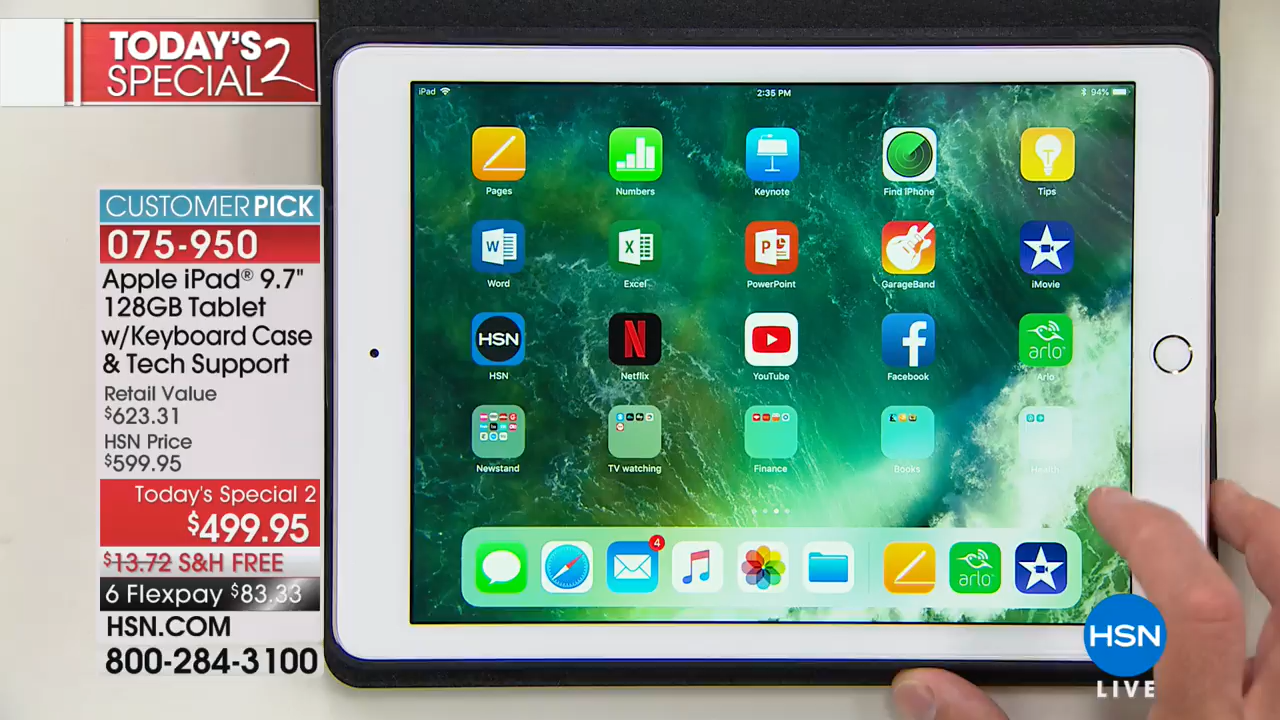 TODAY'S
SPECIAL 2
CUSTOMER PICK
075-950
Apple iPad® 9.7"
128GB Tablet
w/Keyboard Case
& Tech Support
Retail Value
$623.31
HSN Price
$599.95
Today's Special 2
$499.95
$13.72 S&H FREE
6 Flexpay $83.33
HSN.COM
800-284-3100
iPad 2:35 PM 94%
Pages Numbers Keynote Find iPhone Tips
W X P
Word Excel PowerPoint GarageBand iMovie
HSN N f arlo
HSN Netflix YouTube Facebook Arlo
Newstand TV watching Finance Books Health
4
arlo
HSN
LIVE